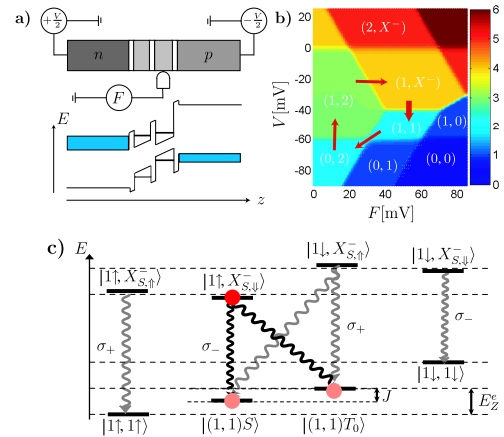 a)
+V/2
−V/2
n
p
F
E
z
b)
(2, X⁻)
(1, X⁻)
(1, 2)
(1, 1)
(1, 0)
(0, 2)
(0, 1)
(0, 0)
V[mV]
0
-20
-40
-60
-80
0
20
40
60
80
F[mV]
6
5
4
3
2
1
0
c)
E
|1↑, X⁻S,⇑⟩
|1↑, X⁻S,⇓⟩
|1↓, X⁻S,⇑⟩
|1↓, X⁻S,⇓⟩
σ+
σ−
σ+
σ−
J
EᵉZ
|1↑, 1↑⟩
|(1, 1)S⟩
|(1, 1)T₀⟩
|1↓, 1↓⟩